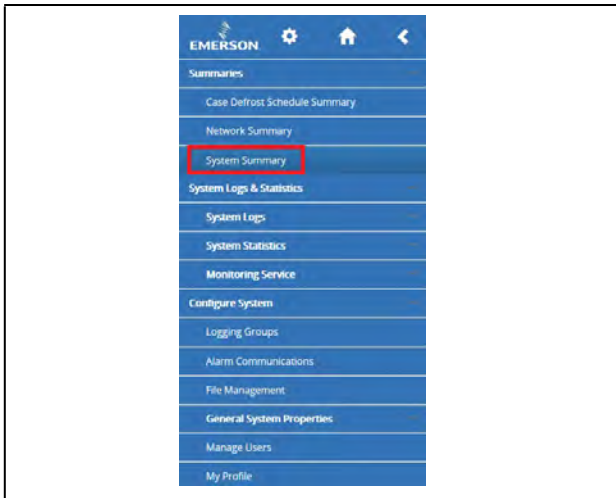 EMERSON
Summaries
Case Defrost Schedule Summary
Network Summary
System Summary
System Logs & Statistics
System Logs
System Statistics
Monitoring Service
Configure System
Logging Groups
Alarm Communications
File Management
General System Properties
Manage Users
My Profile